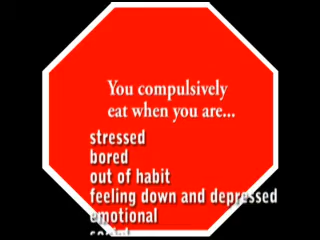 You compulsively
eat when you are...
stressed
bored
out of habit
feeling down and depressed
emotional